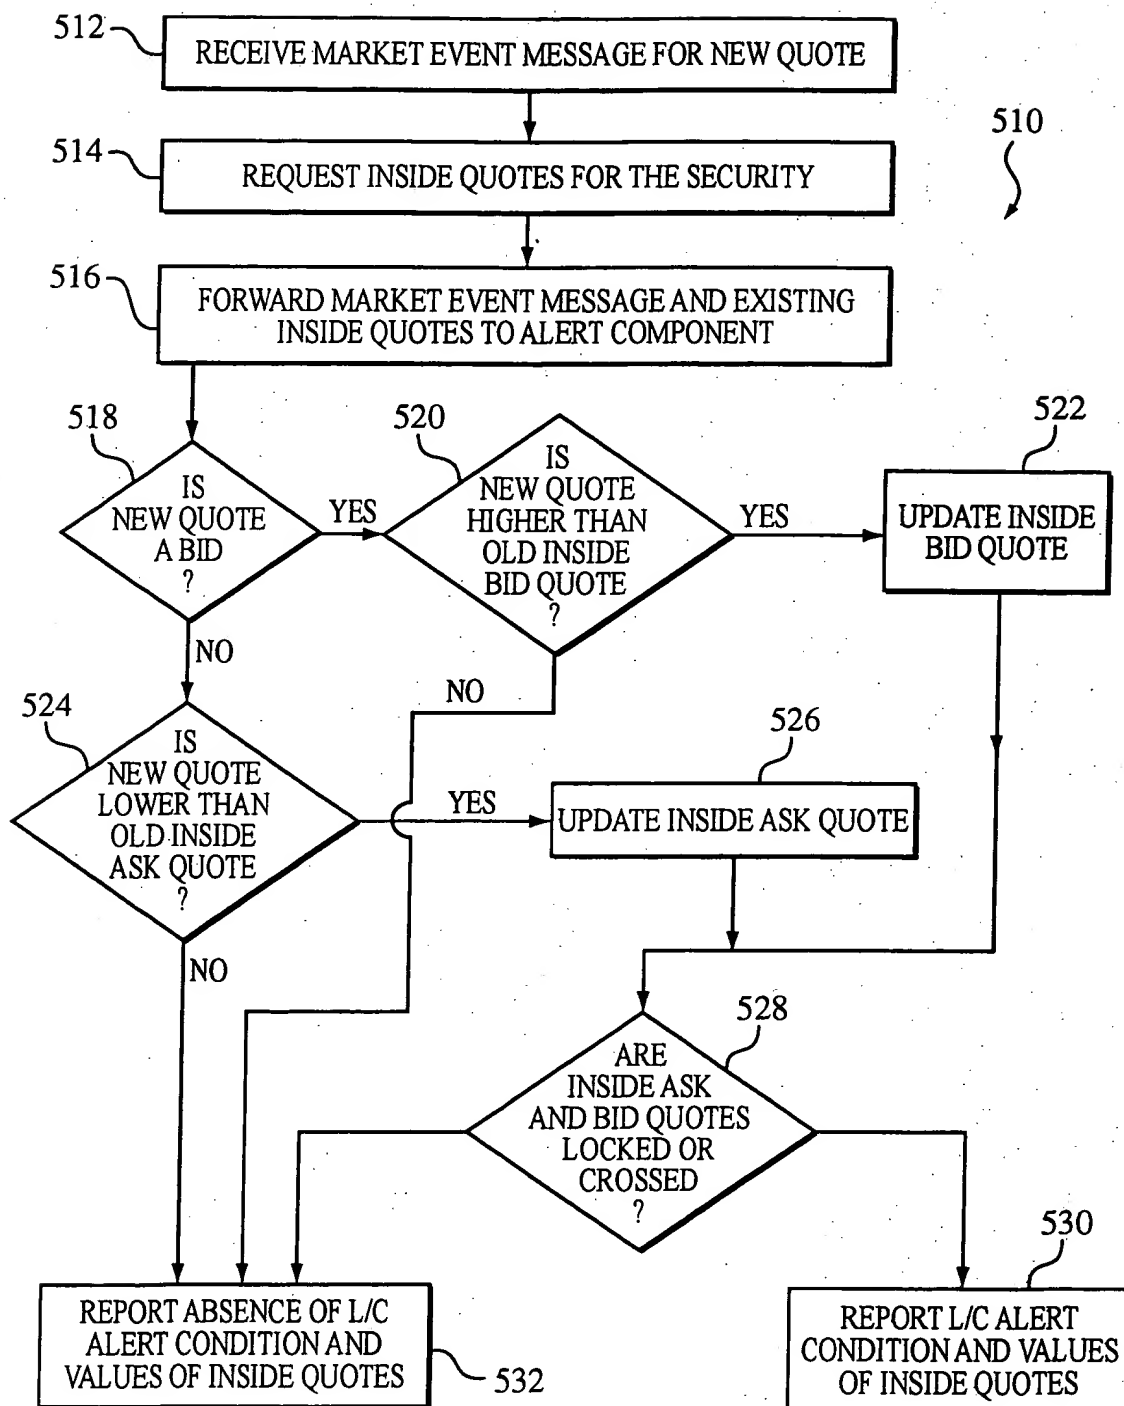 512
RECEIVE MARKET EVENT MESSAGE FOR NEW QUOTE
510
514
REQUEST INSIDE QUOTES FOR THE SECURITY
516
FORWARD MARKET EVENT MESSAGE AND EXISTING
INSIDE QUOTES TO ALERT COMPONENT
518
IS
NEW QUOTE
A BID
?
YES
NO
520
IS
NEW QUOTE
HIGHER THAN
OLD INSIDE
BID QUOTE
?
YES
NO
522
UPDATE INSIDE
BID QUOTE
524
IS
NEW QUOTE
LOWER THAN
OLD INSIDE
ASK QUOTE
?
YES
NO
526
UPDATE INSIDE ASK QUOTE
528
ARE
INSIDE ASK
AND BID QUOTES
LOCKED OR
CROSSED
?
530
REPORT L/C ALERT
CONDITION AND VALUES
OF INSIDE QUOTES
REPORT ABSENCE OF L/C
ALERT CONDITION AND
VALUES OF INSIDE QUOTES
532